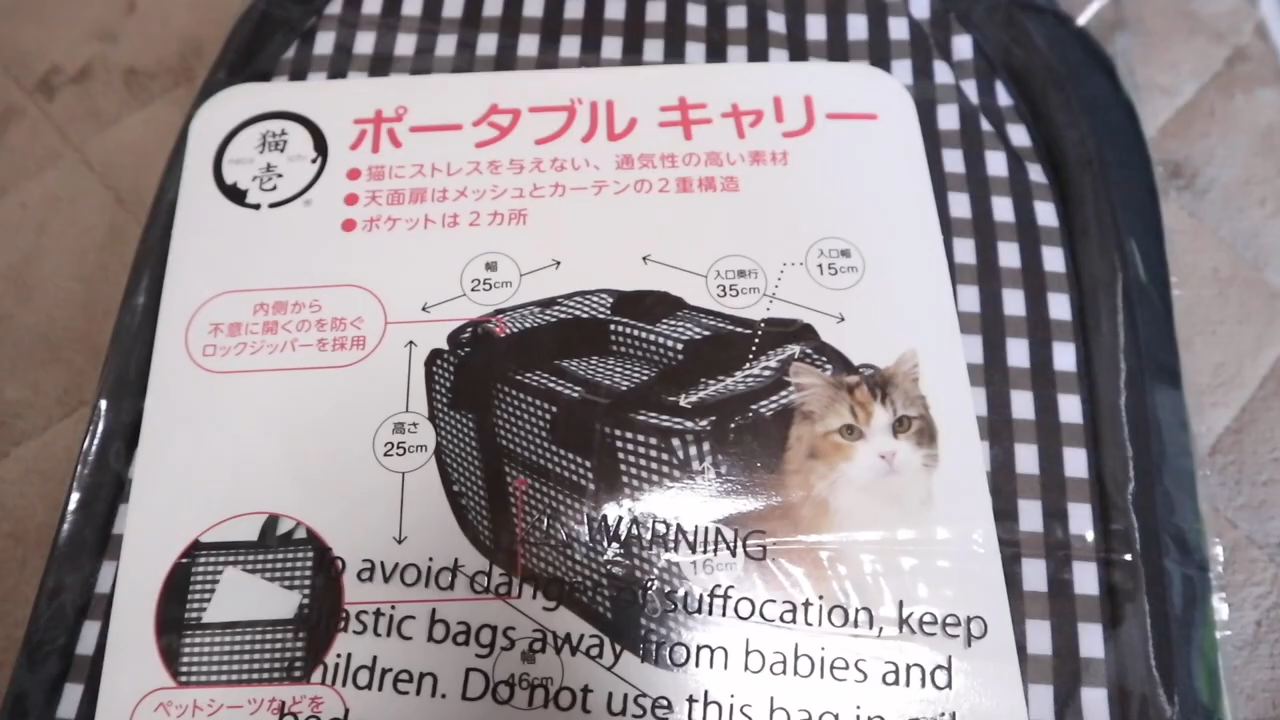 猫
壱
ポータブル キャリー
●猫にストレスを与えない、通気性の高い素材
●天面扉はメッシュとカーテンの2重構造
●ポケットは2カ所
幅
25cm
入口奥行
35cm
入口幅
15cm
内側から
不意に開くのを防ぐ
ロックジッパーを採用
高さ
25cm
16cm
幅
46cm
ペットシーツなどを
WARNING:
To avoid danger of suffocation, keep
plastic bags away from babies and
children. Do not use this bag in